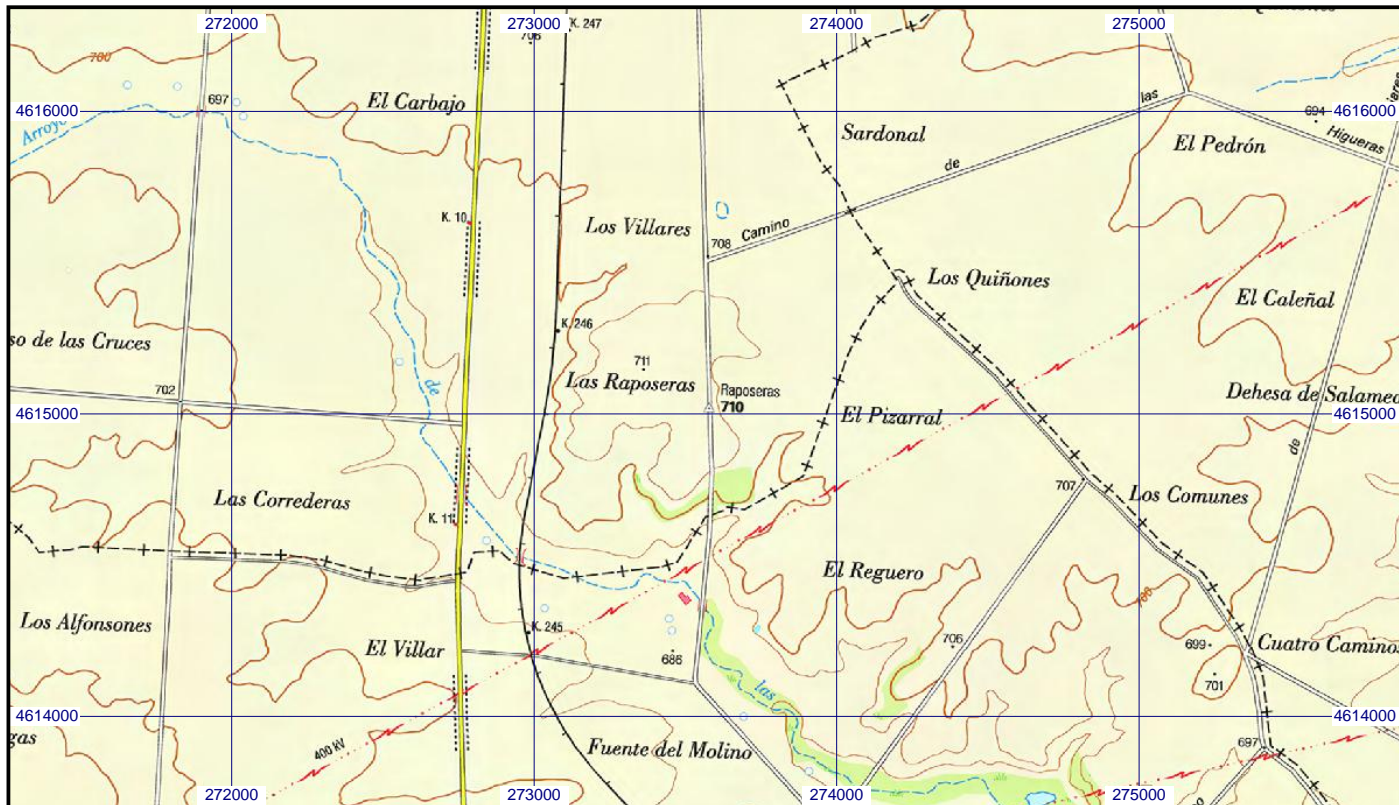 272000
273000
274000
275000
K. 247
706
700
697
El Carbajo
las
694
4616000
Arroyo
Sardonal
El Pedrón
Higueras
4616000
de
K. 10
Los Villares
Camino
708
Los Quiñones
El Caleñal
so de las Cruces
K. 246
711
Las Raposeras
Raposeras
710
702
de
Dehesa de Salamed
4615000
El Pizarral
4615000
de
707
Los Comunes
Las Correderas
K. 11
El Reguero
700
Los Alfonsones
K. 245
El Villar
686
706
699
Cuatro Caminos
701
las
4614000
4614000
gas
400 kV
Fuente del Molino
697
272000
273000
274000
275000